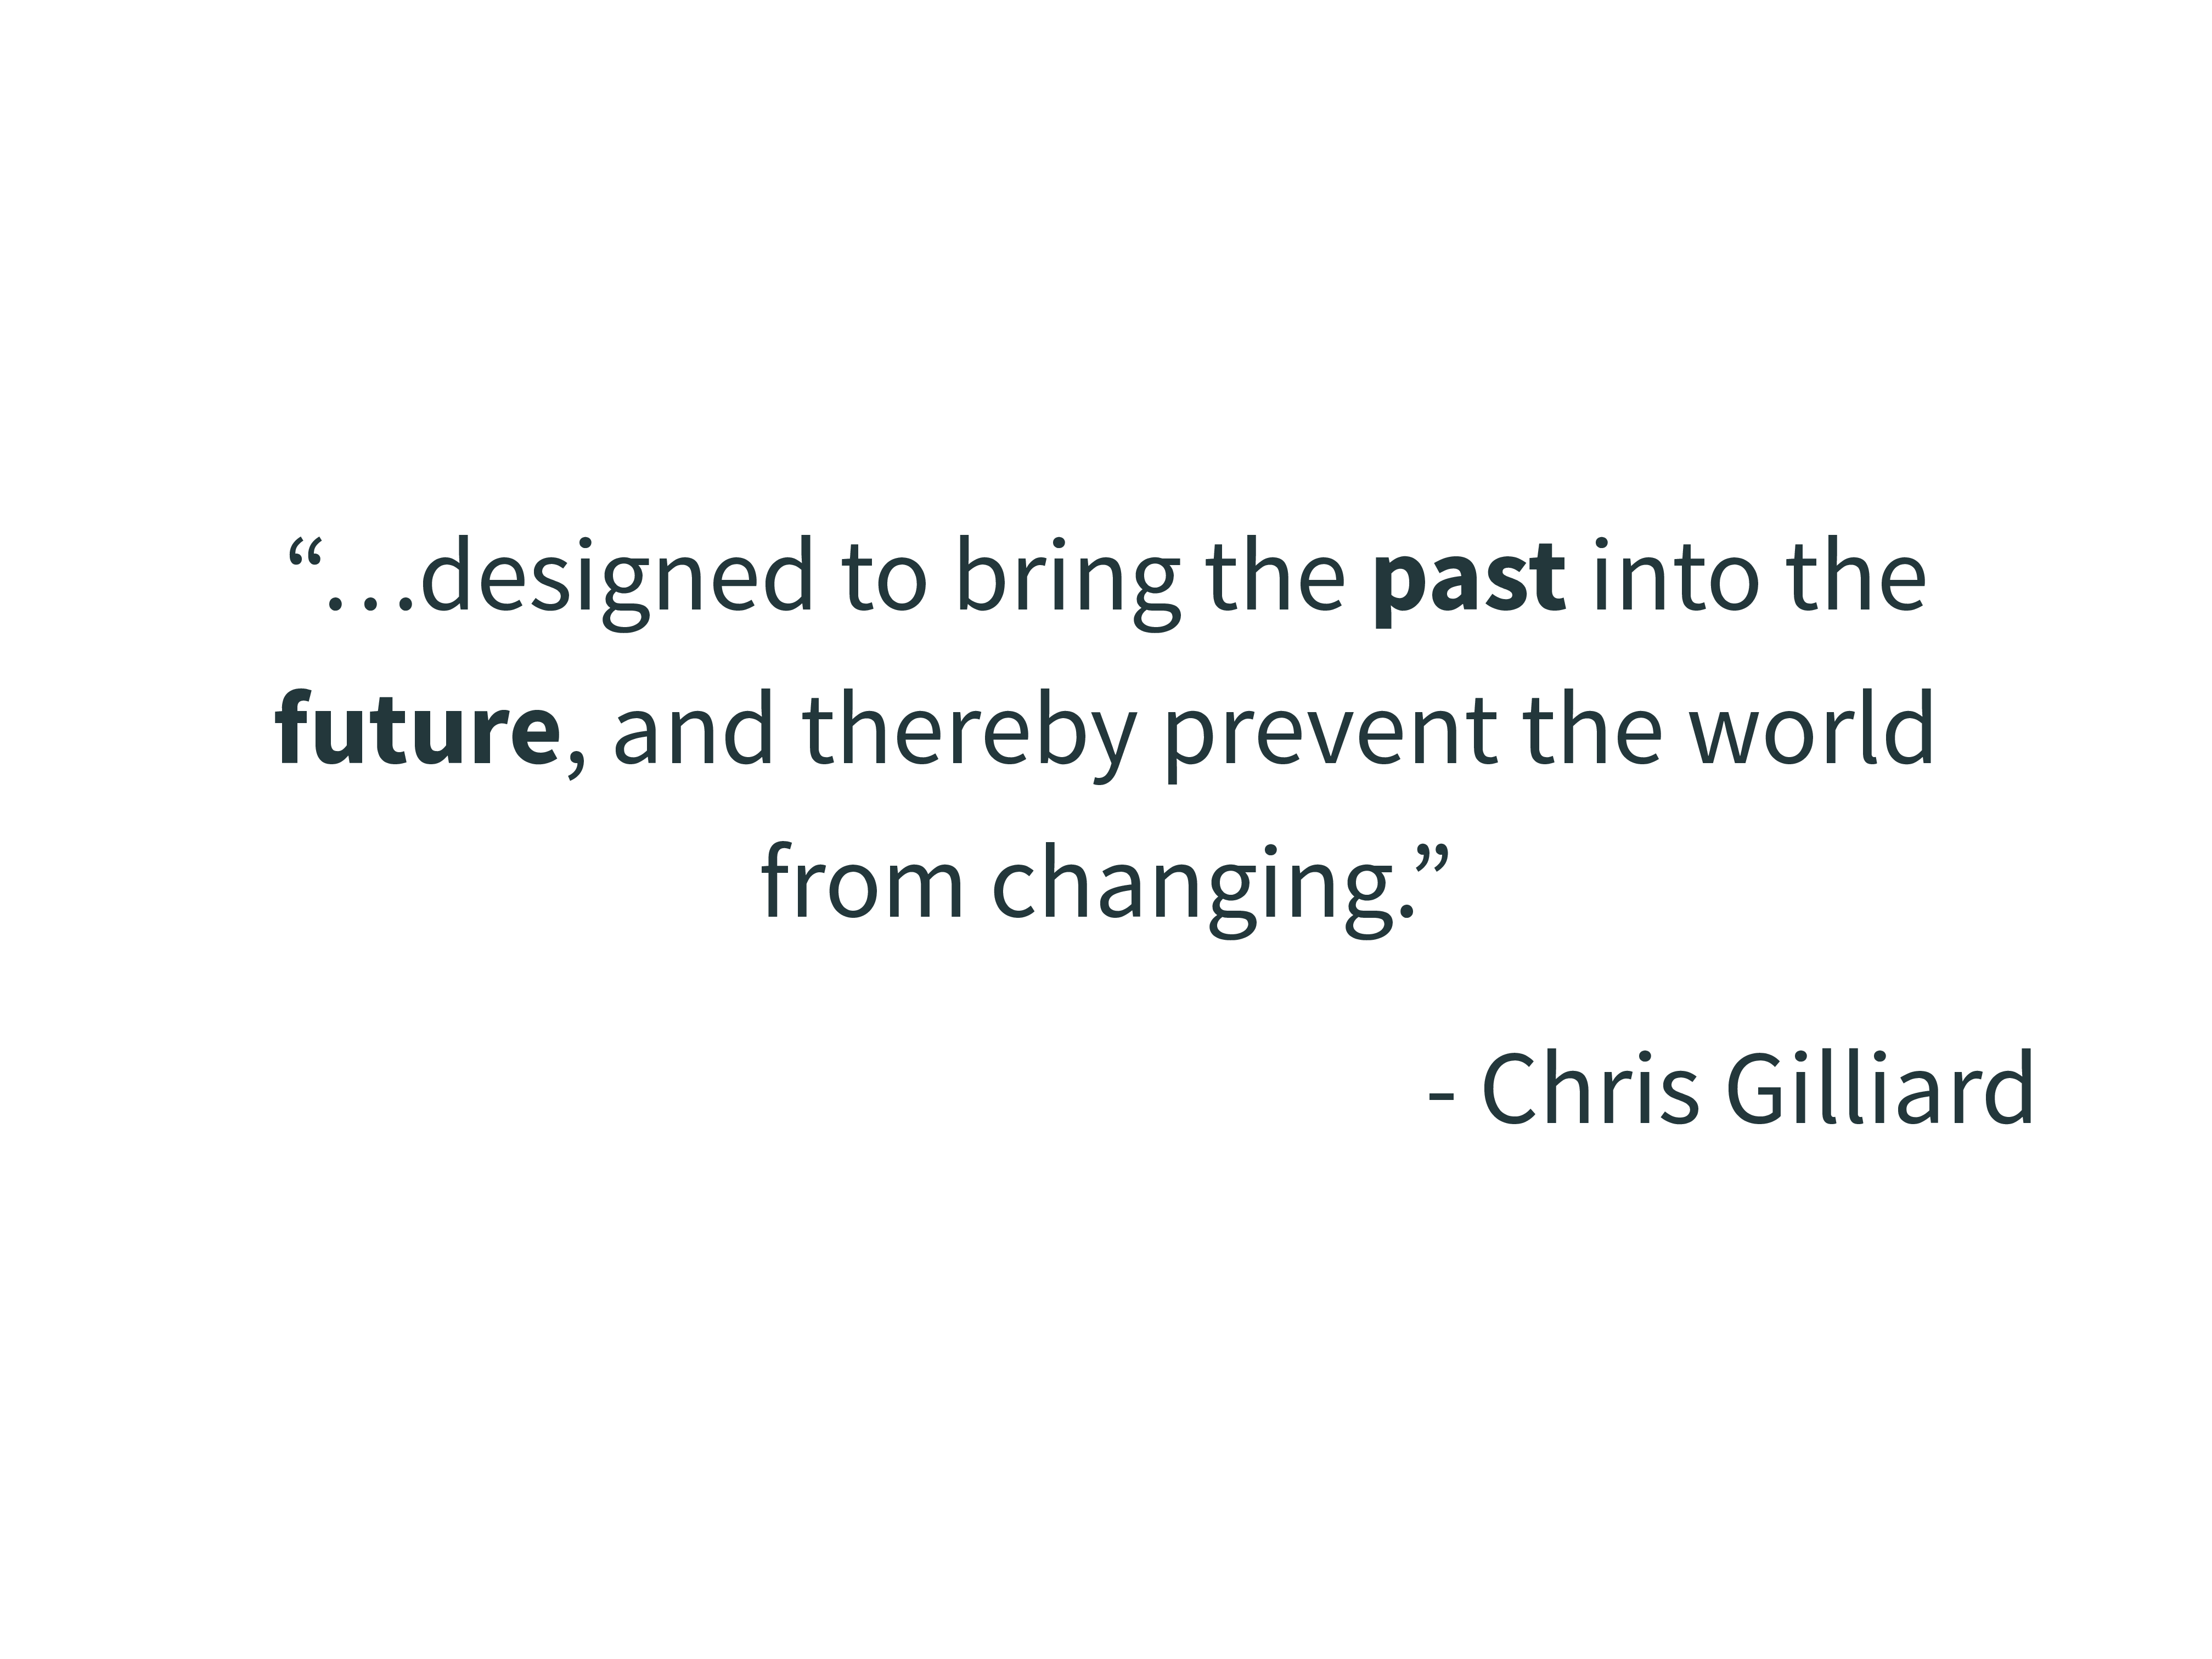 “. . .designed to bring the past into the
future, and thereby prevent the world
from changing.”
- Chris Gilliard